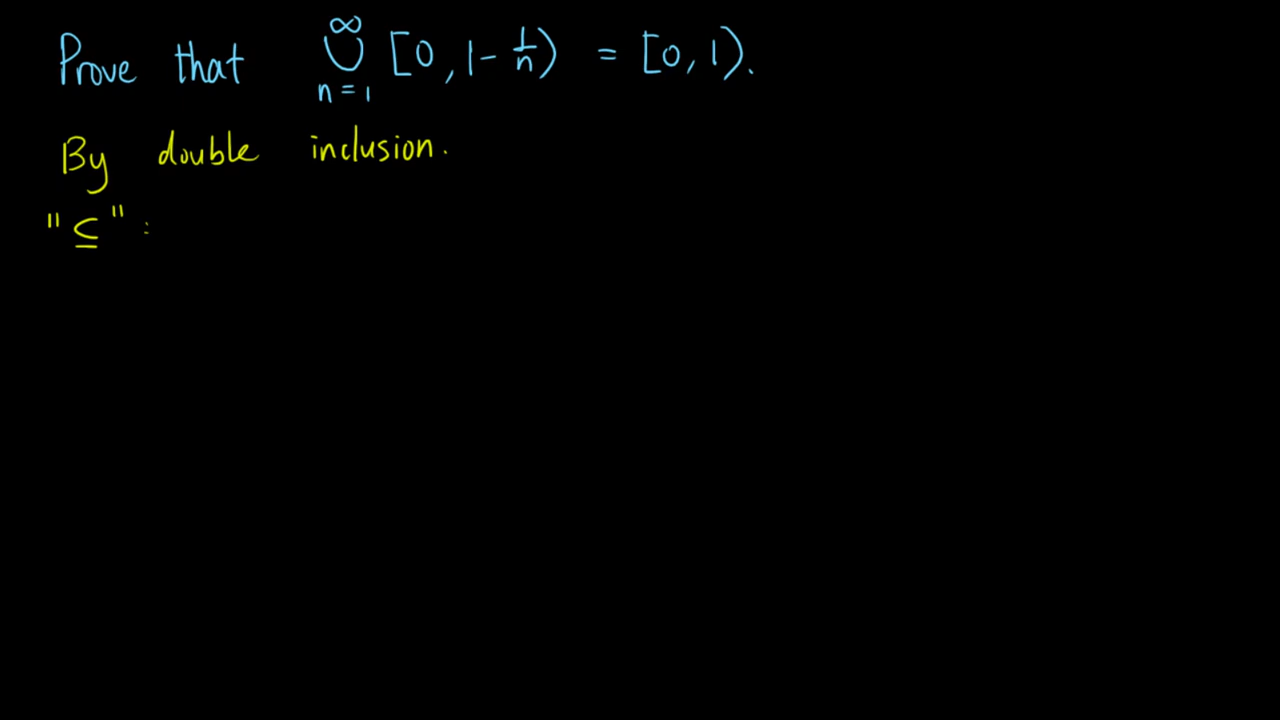 Prove that ∞⋃n=1 [0, 1 - 1/n) = [0, 1).
By double inclusion.
"⊆" :